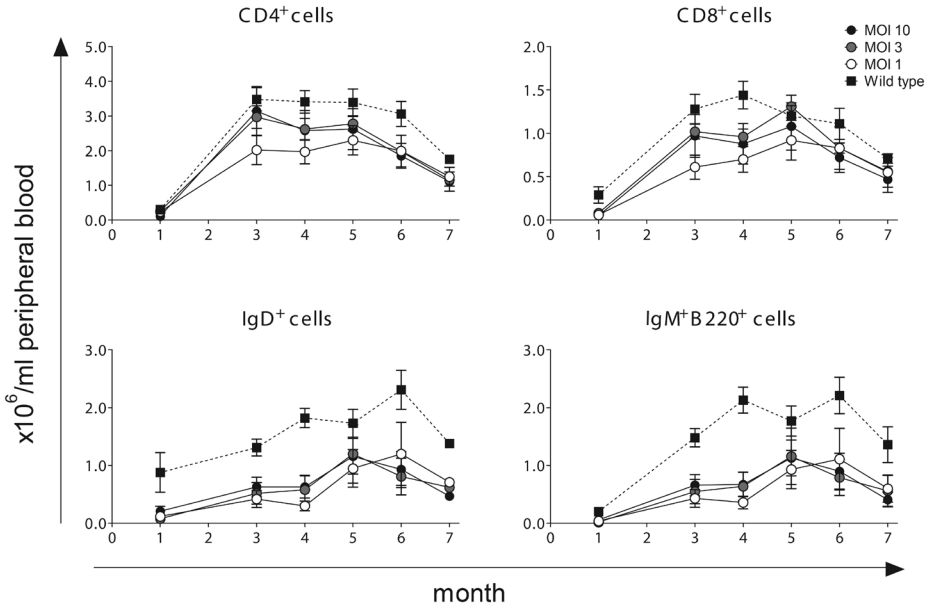 CD4⁺cells
CD8⁺cells
MOI 10
MOI 3
MOI 1
Wild type
5.0
4.0
3.0
2.0
1.0
0.0
0 1 2 3 4 5 6 7
2.0
1.5
1.0
0.5
0.0
0 1 2 3 4 5 6 7
x10⁶/ml peripheral blood
IgD⁺ cells
IgM⁺B220⁺ cells
3.0
2.0
1.0
0.0
0 1 2 3 4 5 6 7
3.0
2.0
1.0
0.0
0 1 2 3 4 5 6 7
month